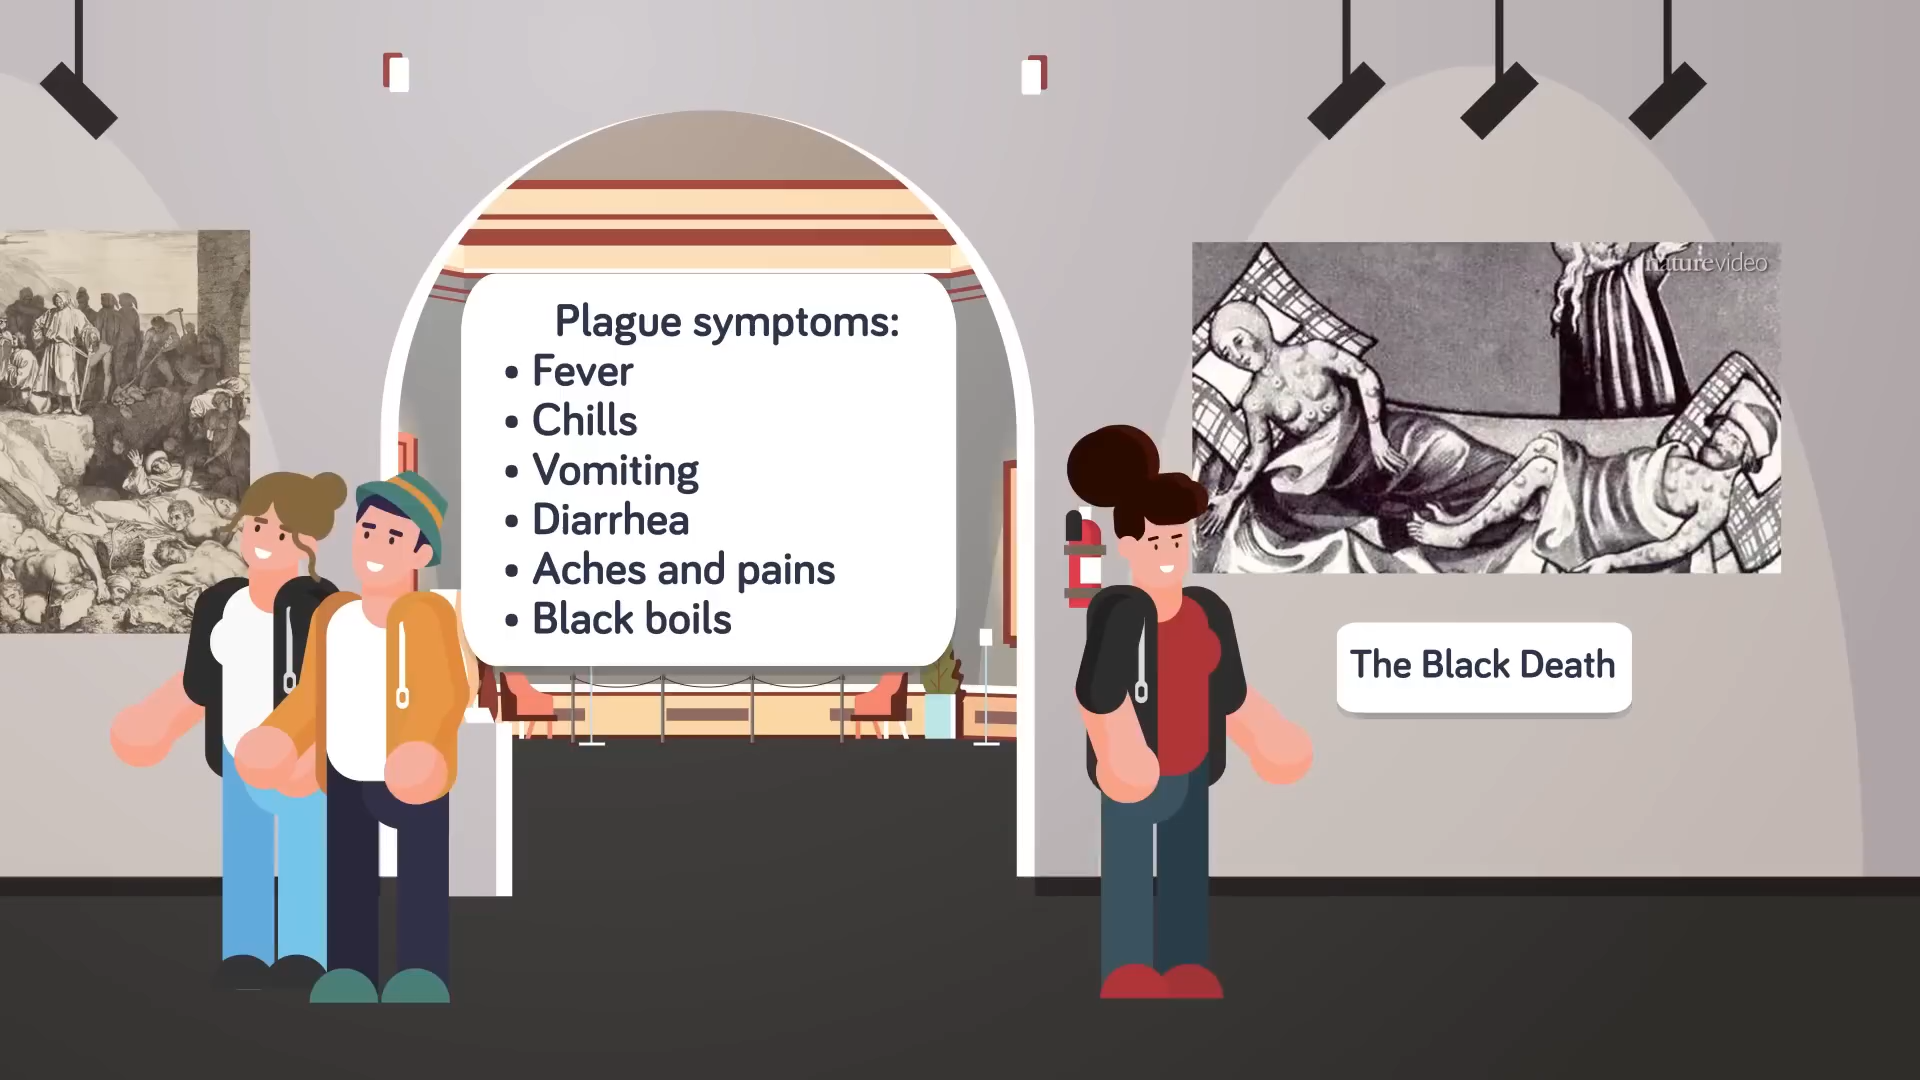 naturevideo
Plague symptoms:
• Fever
• Chills
• Vomiting
• Diarrhea
• Aches and pains
• Black boils
The Black Death